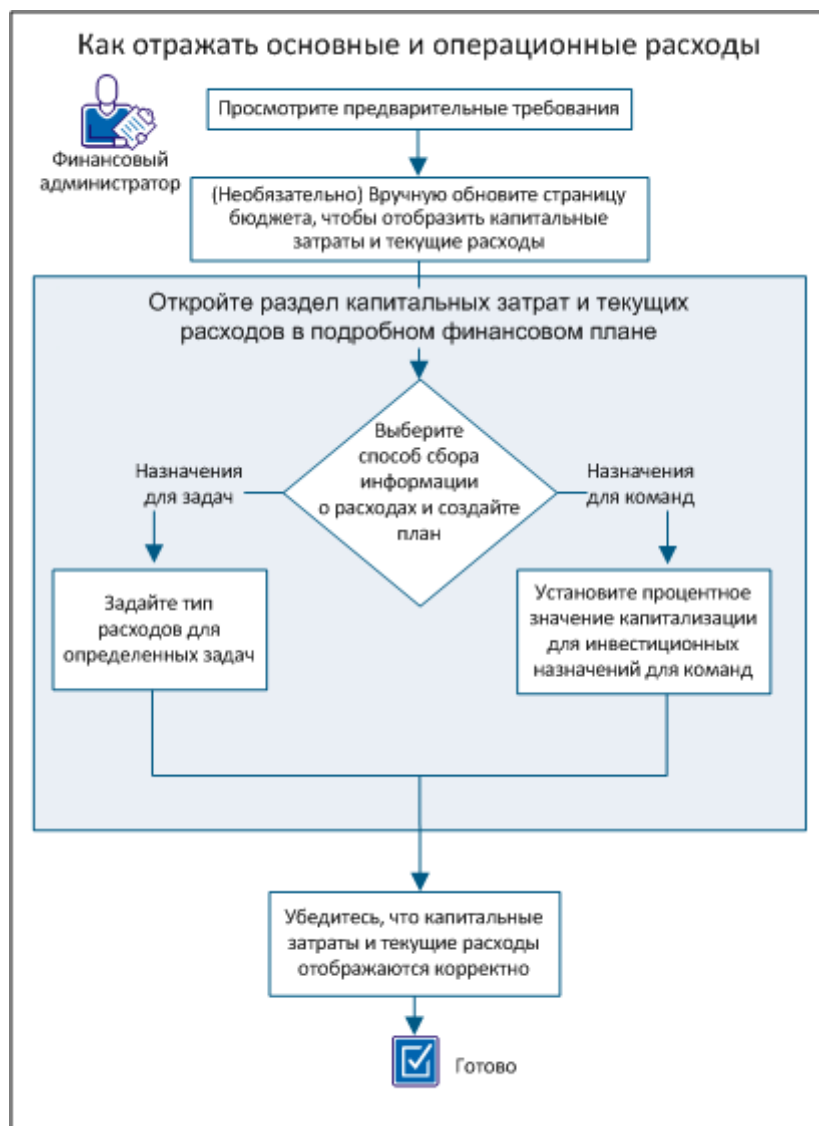 Как отражать основные и операционные расходы
Финансовый
администратор
Просмотрите предварительные требования
(Необязательно) Вручную обновите страницу
бюджета, чтобы отобразить капитальные
затраты и текущие расходы
Откройте раздел капитальных затрат и текущих
расходов в подробном финансовом плане
Выберите
способ сбора
информации
о расходах и создайте
план
Назначения
для задач
Назначения
для команд
Задайте тип
расходов для
определенных задач
Установите процентное
значение капитализации
для инвестиционных
назначений для команд
Убедитесь, что капитальные
затраты и текущие расходы
отображаются корректно
Готово